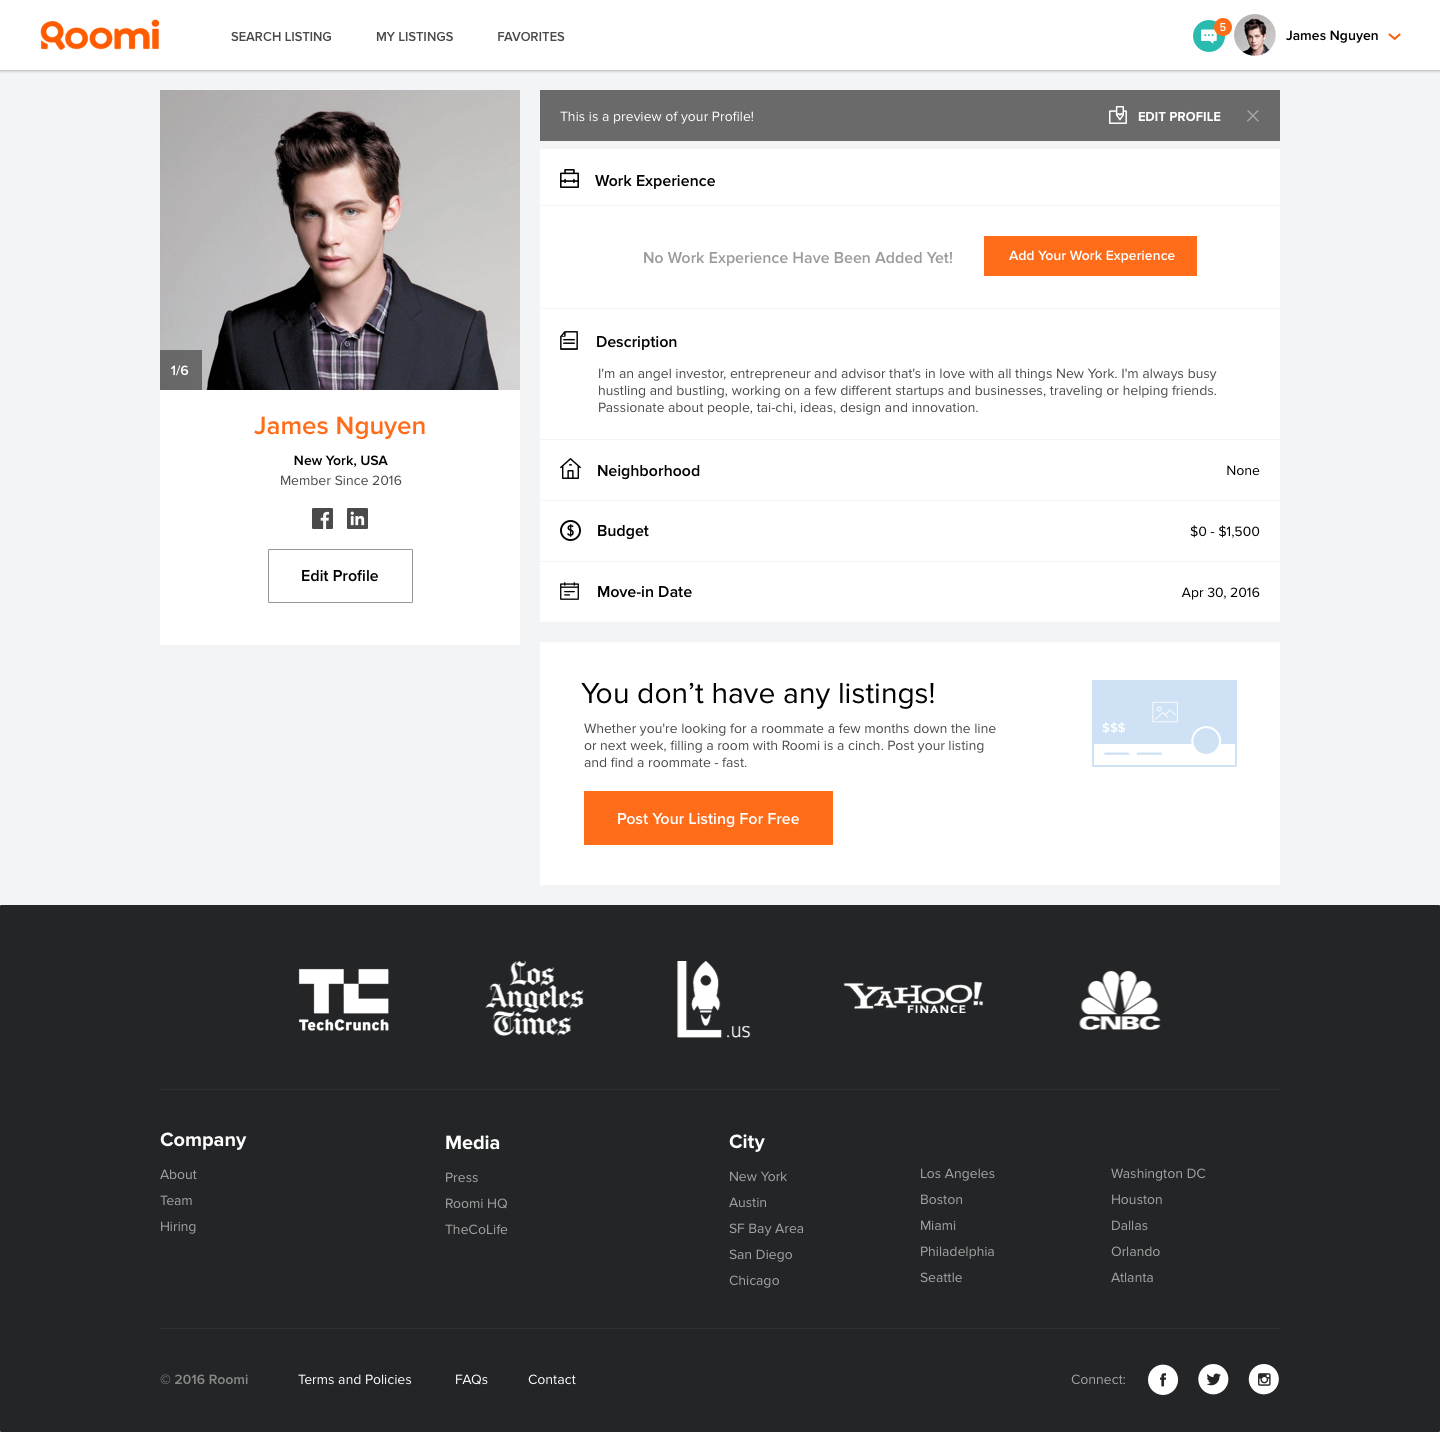 Roomi
SEARCH LISTING
MY LISTINGS
FAVORITES
5
James Nguyen
1/6
James Nguyen
New York, USA
Member Since 2016
f in
Edit Profile
This is a preview of your Profile!
EDIT PROFILE
Work Experience
No Work Experience Have Been Added Yet!
Add Your Work Experience
Description
I'm an angel investor, entrepreneur and advisor that's in love with all things New York. I'm always busy
hustling and bustling, working on a few different startups and businesses, traveling or helping friends.
Passionate about people, tai-chi, ideas, design and innovation.
Neighborhood
None
$
Budget
$0 - $1,500
Move-in Date
Apr 30, 2016
You don’t have any listings!
Whether you're looking for a roommate a few months down the line
or next week, filling a room with Roomi is a cinch. Post your listing
and find a roommate - fast.
Post Your Listing For Free
$$$
TC
TechCrunch
Los
Angeles
Times
L.us
YAHOO!
FINANCE
CNBC
Company
About
Team
Hiring
Media
Press
Roomi HQ
TheCoLife
City
New York
Austin
SF Bay Area
San Diego
Chicago
Los Angeles
Boston
Miami
Philadelphia
Seattle
Washington DC
Houston
Dallas
Orlando
Atlanta
© 2016 Roomi
Terms and Policies
FAQs
Contact
Connect:
f